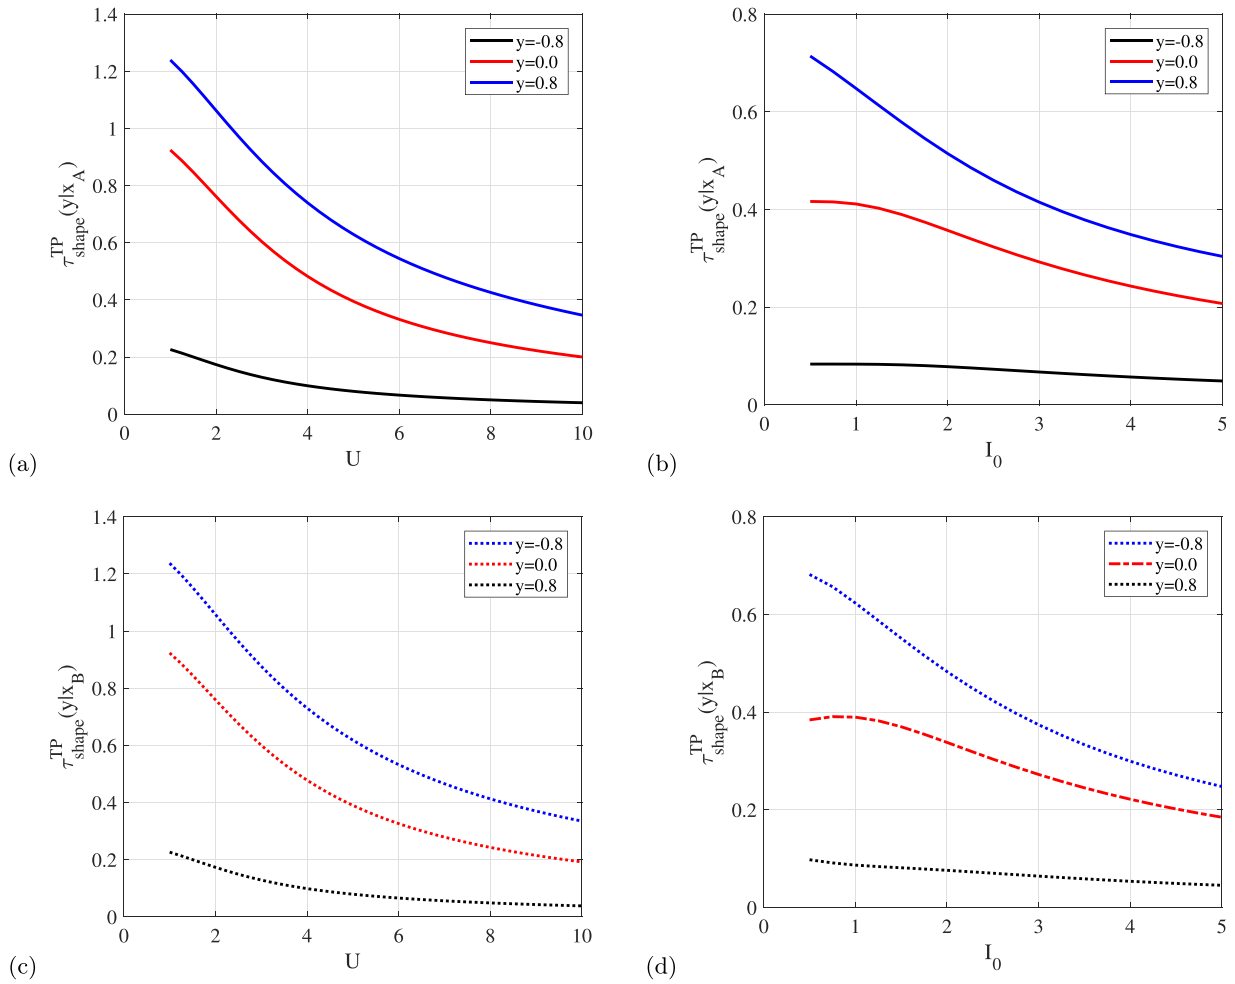 1.4
1.2
1
0.8
0.6
0.4
0.2
0
τ^TP_shape(y|x_A)
y=-0.8
y=0.0
y=0.8
0 2 4 6 8 10
U
(a)
0.8
0.6
0.4
0.2
0
τ^TP_shape(y|x_A)
y=-0.8
y=0.0
y=0.8
0 1 2 3 4 5
I_0
(b)
1.4
1.2
1
0.8
0.6
0.4
0.2
0
τ^TP_shape(y|x_B)
y=-0.8
y=0.0
y=0.8
0 2 4 6 8 10
U
(c)
0.8
0.6
0.4
0.2
0
τ^TP_shape(y|x_B)
y=-0.8
y=0.0
y=0.8
0 1 2 3 4 5
I_0
(d)